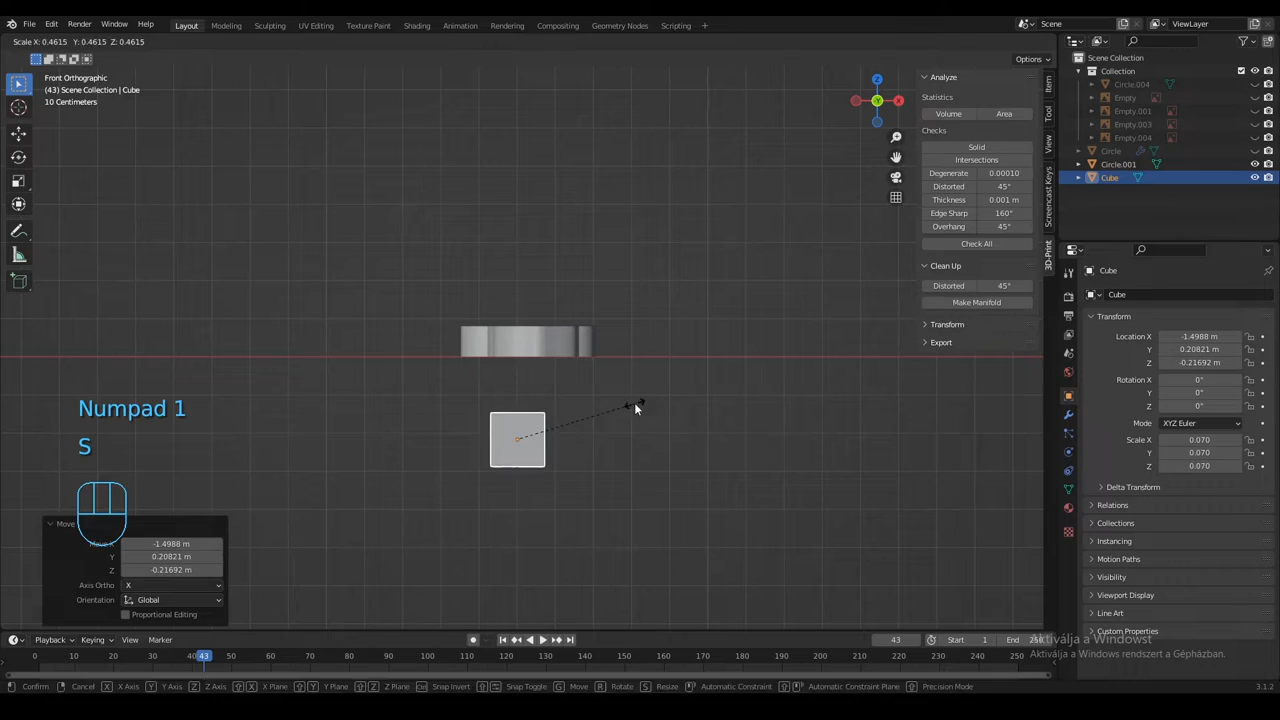 File Edit Render Window Help
Layout Modeling Sculpting UV Editing Texture Paint Shading Animation Rendering Compositing Geometry Nodes Scripting +
Scene ViewLayer
Scale X: 0.4615 Y: 0.4615 Z: 0.4615
Options
Front Orthographic
(43) Scene Collection | Cube
10 Centimeters
Z
Y
X
Analyze
Statistics
Volume Area
Checks
Solid
Intersections
Degenerate 0.00010
Distorted 45°
Thickness 0.001 m
Edge Sharp 160°
Overhang 45°
Check All
Clean Up
Distorted 45°
Make Manifold
Transform
Export
Item
Tool
View
Screencast Keys
3D-Print
Scene Collection
Collection
Circle.004
Empty
Empty.001
Empty.003
Empty.004
Circle
Circle.001
Cube
Cube
Cube
Transform
Location X -1.4988 m
Y 0.20821 m
Z -0.21692 m
Rotation X 0°
Y 0°
Z 0°
Mode XYZ Euler
Scale X 0.070
Y 0.070
Z 0.070
Delta Transform
Relations
Collections
Instancing
Motion Paths
Visibility
Viewport Display
Line Art
Custom Properties
Numpad 1
S
Move
Move X -1.4988 m
Y 0.20821 m
Z -0.21692 m
Axis Ortho X
Orientation Global
Proportional Editing
Playback Keying View Marker
43 Start 1 End 250
0 10 20 30 40 43 50 60 70 80 90 100 110 120 130 140 150 160 170 180 190 200 210 220 230 240 250
Aktiválja a Windowst
Aktiválja a Windows rendszert a Gépházban.
Confirm Cancel X X Axis Y Y Axis Z Z Axis X X Plane Y Y Plane Z Z Plane Ctrl Snap Invert Snap Toggle G Move R Rotate S Resize Automatic Constraint Automatic Constraint Plane Precision Mode
3.1.2